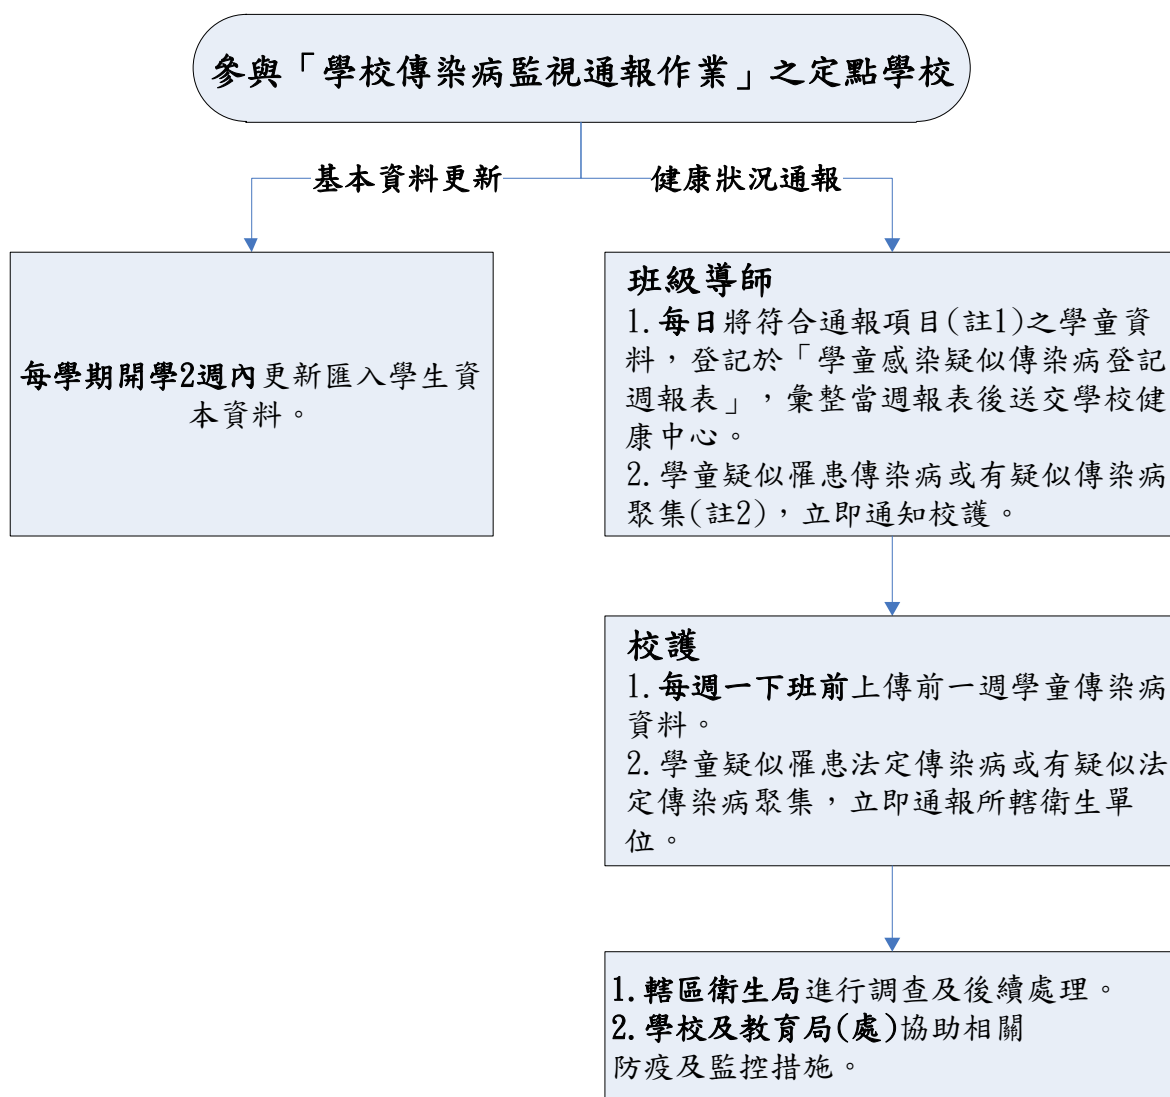 參與「學校傳染病監視通報作業」之定點學校
基本資料更新
健康狀況通報
每學期開學2週內更新匯入學生資
本資料。
班級導師
1.每日將符合通報項目(註1)之學童資
料，登記於「學童感染疑似傳染病登記
週報表」，彙整當週報表後送交學校健
康中心。
2.學童疑似罹患傳染病或有疑似傳染病
聚集(註2)，立即通知校護。
校護
1.每週一下班前上傳前一週學童傳染病
資料。
2.學童疑似罹患法定傳染病或有疑似法
定傳染病聚集，立即通報所轄衛生單
位。
1.轄區衛生局進行調查及後續處理。
2.學校及教育局(處)協助相關
防疫及監控措施。